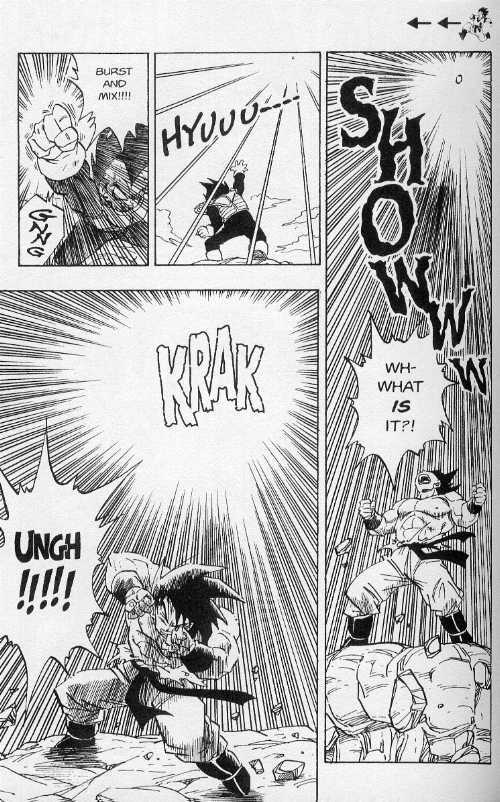 SHOWWW
WH-
WHAT
IS
IT?!
HYUUU----
BURST
AND
MIX!!!!
GNNG
KRAK
UNGH
!!!!!